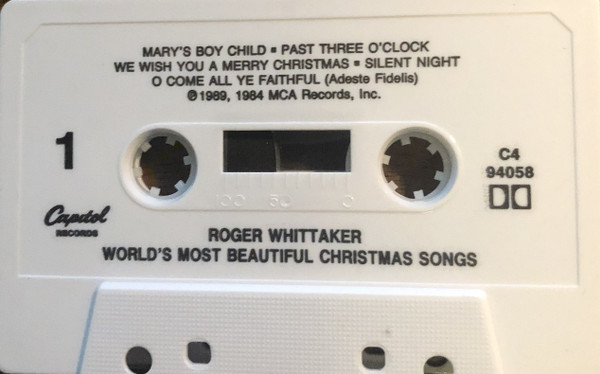 MARY'S BOY CHILD ▪ PAST THREE O'CLOCK
WE WISH YOU A MERRY CHRISTMAS ▪ SILENT NIGHT
O COME ALL YE FAITHFUL (Adeste Fidelis)
℗1989, 1984 MCA Records, Inc.
1
C4
94058
100 50 0
Capitol
RECORDS
ROGER WHITTAKER
WORLD'S MOST BEAUTIFUL CHRISTMAS SONGS